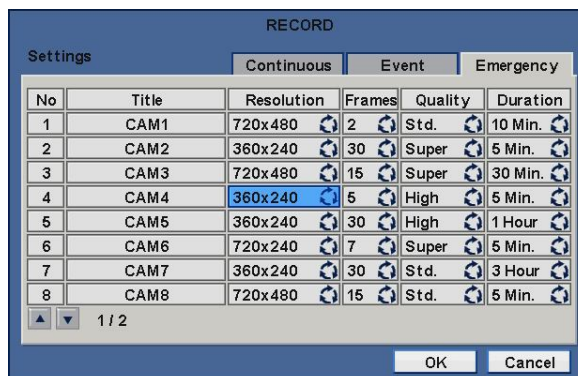 RECORD
Settings Continuous Event Emergency
No Title Resolution Frames Quality Duration
1 CAM1 720x480 2 Std. 10 Min.
2 CAM2 360x240 30 Super 5 Min.
3 CAM3 720x480 15 Super 30 Min.
4 CAM4 360x240 5 High 5 Min.
5 CAM5 360x240 30 High 1 Hour
6 CAM6 720x240 7 Super 5 Min.
7 CAM7 360x240 30 Std. 3 Hour
8 CAM8 720x480 15 Std. 5 Min.
1 / 2
OK Cancel